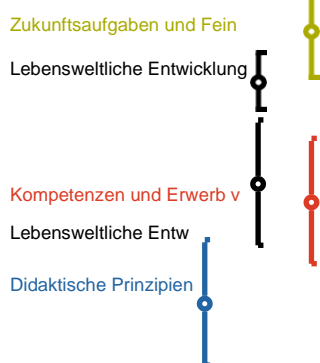 Zukunftsaufgaben und Fein
Lebensweltliche Entwicklung
Kompetenzen und Erwerb v
Lebensweltliche Entw
Didaktische Prinzipien